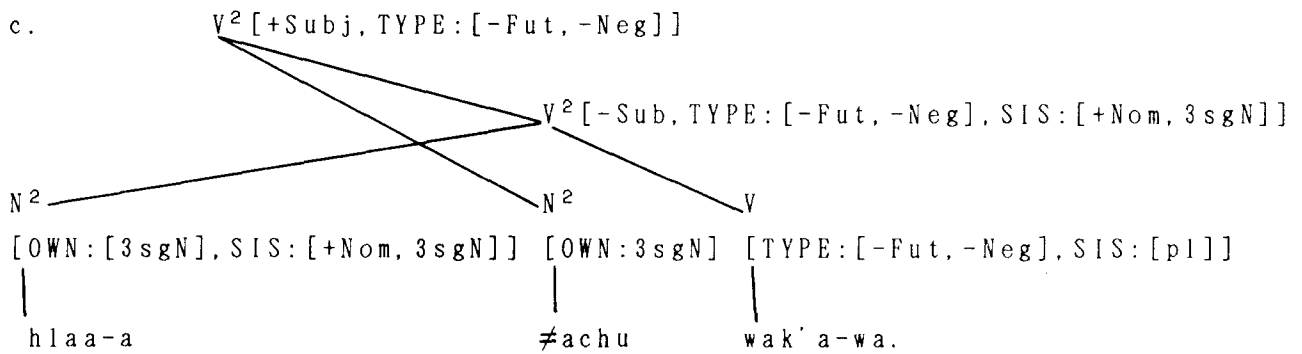 c. V² [+Subj, TYPE:[-Fut, -Neg]]
V² [-Sub, TYPE:[-Fut, -Neg], SIS:[+Nom, 3sgN]]
N² N² V
[OWN:[3sgN], SIS:[+Nom, 3sgN]] [OWN:3sgN] [TYPE:[-Fut, -Neg], SIS:[pl]]
hlaa-a ≠achu wak'a-wa.